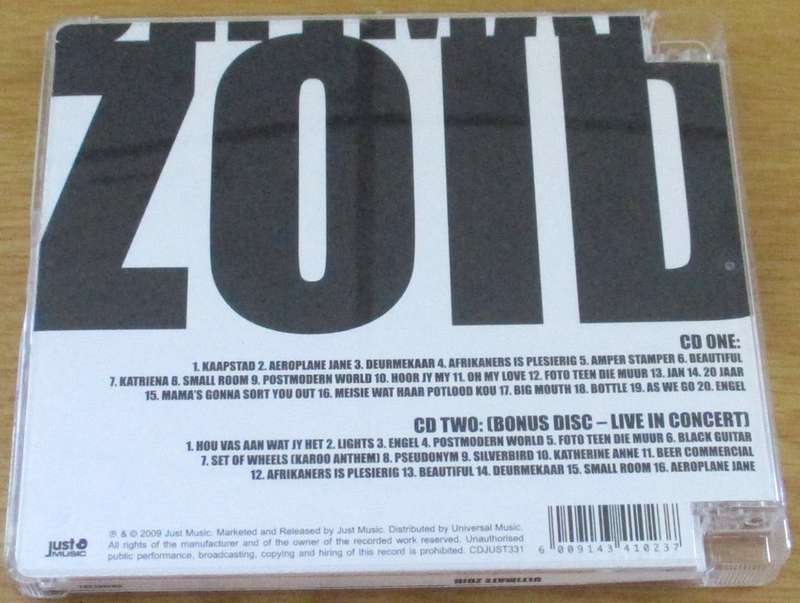 ZOID
CD ONE:
1. KAAPSTAD 2. AEROPLANE JANE 3. DEURMEKAAR 4. AFRIKANERS IS PLESIERIG 5. AMPER STAMPER 6. BEAUTIFUL
7. KATRIENA 8. SMALL ROOM 9. POSTMODERN WORLD 10. HOOR JY MY 11. OH MY LOVE 12. FOTO TEEN DIE MUUR 13. JAN 14. 20 JAAR
15. MAMA'S GONNA SORT YOU OUT 16. MEISIE WAT HAAR POTLOOD KOU 17. BIG MOUTH 18. BOTTLE 19. AS WE GO 20. ENGEL
CD TWO: (BONUS DISC – LIVE IN CONCERT)
1. HOU VAS AAN WAT JY HET 2. LIGHTS 3. ENGEL 4. POSTMODERN WORLD 5. FOTO TEEN DIE MUUR 6. BLACK GUITAR
7. SET OF WHEELS (KAROO ANTHEM) 8. PSEUDONYM 9. SILVERBIRD 10. KATHERINE ANNE 11. BEER COMMERCIAL
12. AFRIKANERS IS PLESIERIG 13. BEAUTIFUL 14. DEURMEKAAR 15. SMALL ROOM 16. AEROPLANE JANE
just
MUSIC
℗ & © 2009 Just Music. Marketed and Released by Just Music. Distributed by Universal Music.
All rights of the manufacturer and of the owner of the recorded work reserved. Unauthorised
public performance, broadcasting, copying and hiring of this record is prohibited. CDJUST331
6 009143 410237
ULTIMATE ZOID